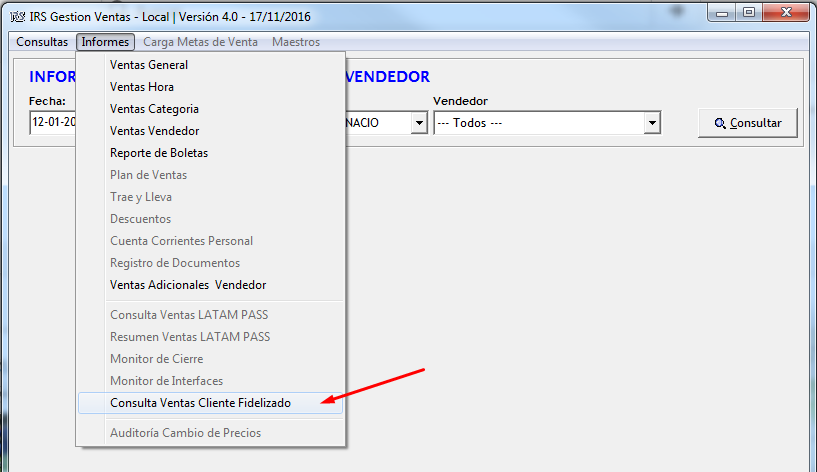 IRS Gestion Ventas - Local | Versión 4.0 - 17/11/2016
Consultas Informes Carga Metas de Venta Maestros
VENDEDOR
Fecha: Vendedor
12-01-20 NACIO --- Todos --- Consultar
Ventas General
Ventas Hora
Ventas Categoria
Ventas Vendedor
Reporte de Boletas
Plan de Ventas
Trae y Lleva
Descuentos
Cuenta Corrientes Personal
Registro de Documentos
Ventas Adicionales Vendedor
Consulta Ventas LATAM PASS
Resumen Ventas LATAM PASS
Monitor de Cierre
Monitor de Interfaces
Consulta Ventas Cliente Fidelizado
Auditoría Cambio de Precios